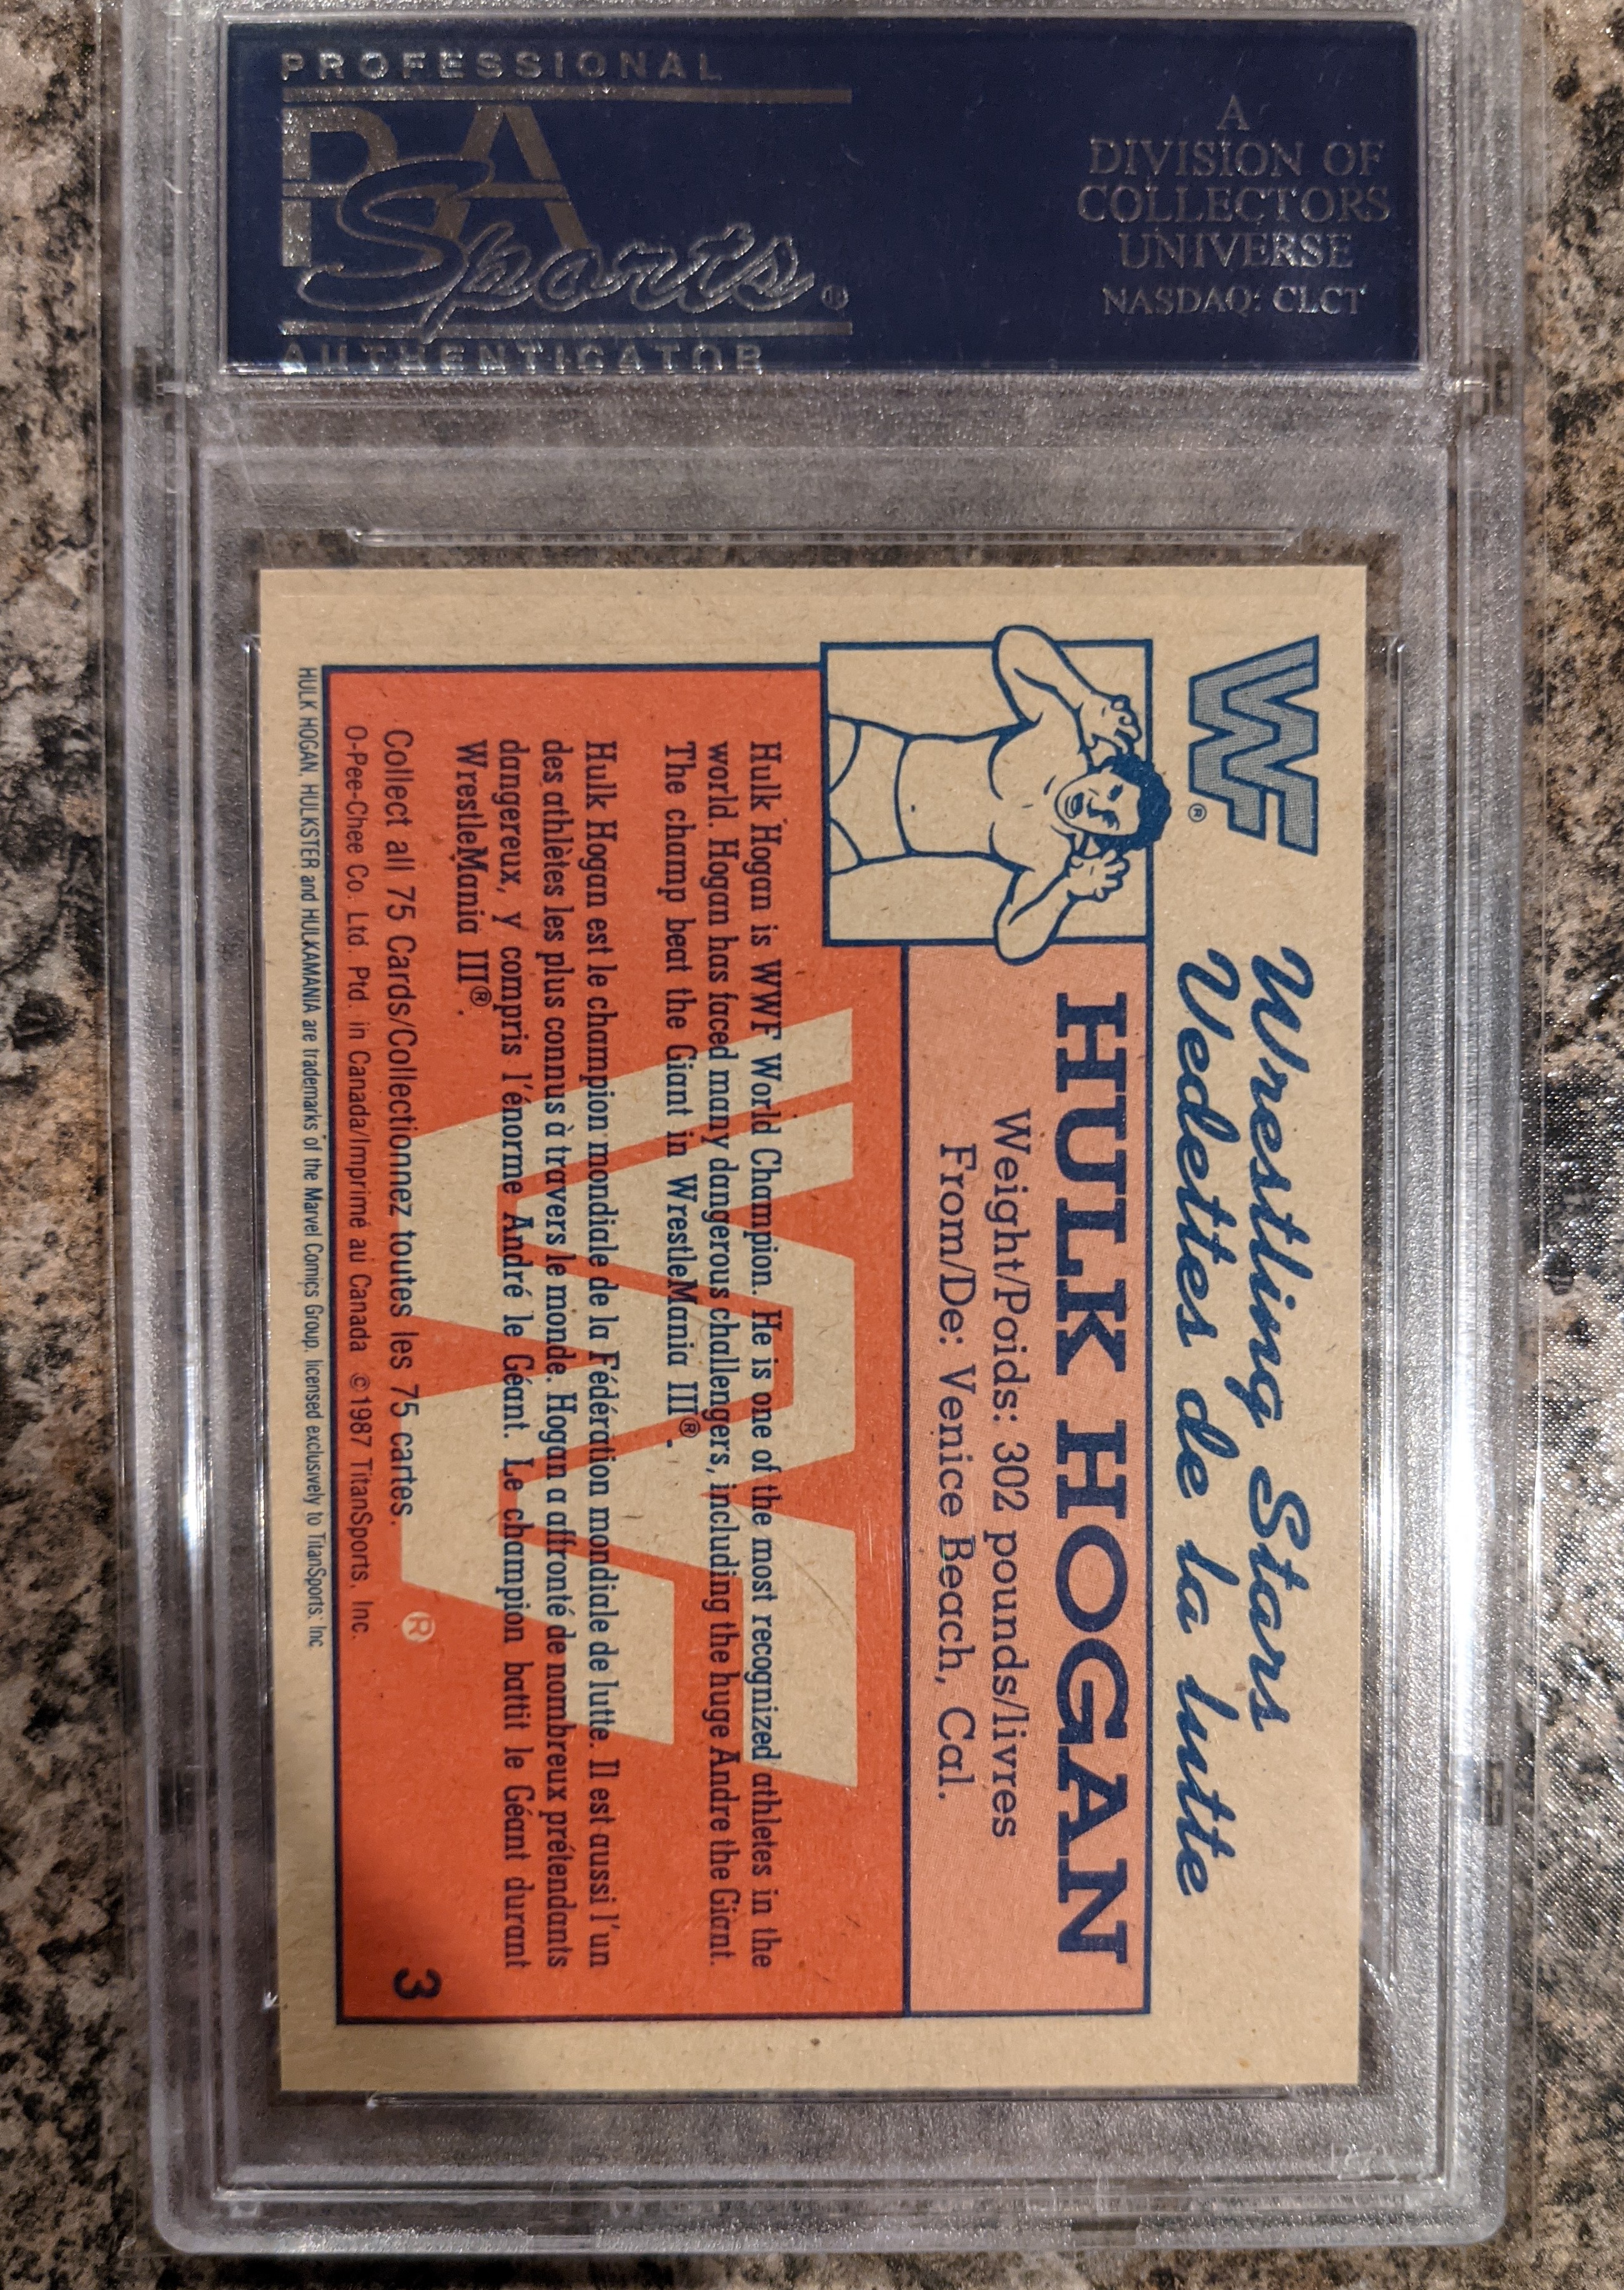 PROFESSIONAL
PSA
Sports®
AUTHENTICATOR
A
DIVISION OF
COLLECTORS
UNIVERSE
NASDAQ: CLCT
WF®
Wrestling Stars
Vedettes de la lutte
HULK HOGAN
Weight/Poids: 302 pounds/livres
From/De: Venice Beach, Cal.
Hulk Hogan is WWF World Champion. He is one of the most recognized athletes in the
world. Hogan has faced many dangerous challengers, including the huge Andre the Giant.
The champ beat the Giant in WrestleMania III®.
Hulk Hogan est le champion mondiale de la Fédération mondiale de lutte. Il est aussi l'un
des athlètes les plus connus à travers le monde. Hogan a affronté de nombreux prétendants
dangereux, y compris l'énorme André le Géant. Le champion battit le Géant durant
WrestleMania III®.
WF®
Collect all 75 Cards/Collectionnez toutes les 75 cartes.
3
O-Pee-Chee Co. Ltd. Ptd. in Canada/Imprimé au Canada ©1987 TitanSports, Inc.
HULK HOGAN, HULKSTER and HULKAMANIA are trademarks of the Marvel Comics Group, licensed exclusively to TitanSports, Inc